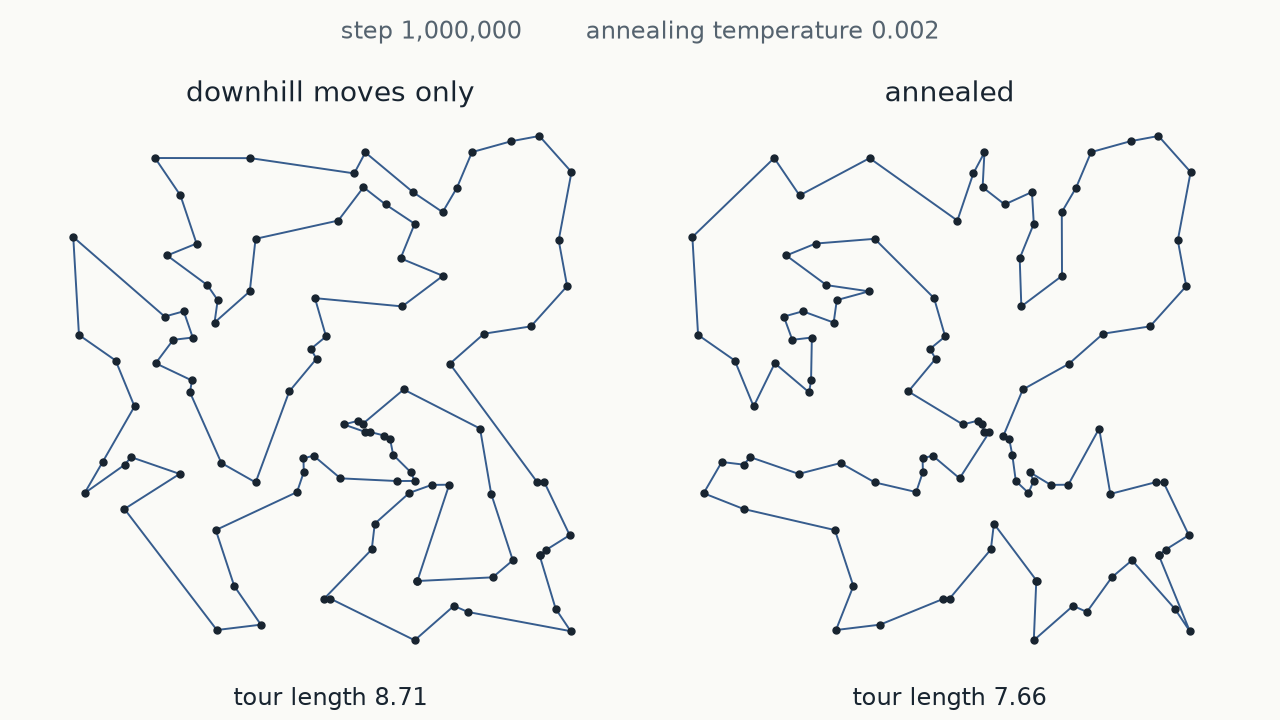 step 1,000,000 annealing temperature 0.002
downhill moves only
annealed
tour length 8.71
tour length 7.66